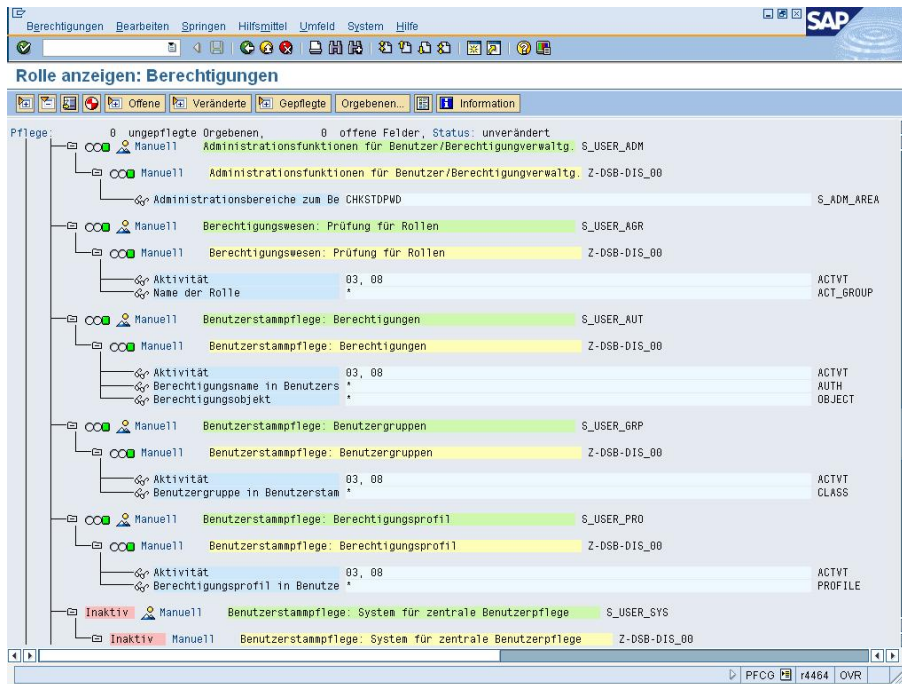 Berechtigungen Bearbeiten Springen Hilfsmittel Umfeld System Hilfe
SAP
Rolle anzeigen: Berechtigungen
Offene Veränderte Gepflegte Orgebenen... Information
Pflege: 0 ungepflegte Orgebenen, 0 offene Felder, Status: unverändert
Manuell Administrationsfunktionen für Benutzer/Berechtigungverwaltg. S_USER_ADM
Manuell Administrationsfunktionen für Benutzer/Berechtigungverwaltg. Z-DSB-DIS_00
Administrationsbereiche zum Be CHKSTDPWD S_ADM_AREA
Manuell Berechtigungswesen: Prüfung für Rollen S_USER_AGR
Manuell Berechtigungswesen: Prüfung für Rollen Z-DSB-DIS_00
Aktivität 03, 08 ACTVT
Name der Rolle * ACT_GROUP
Manuell Benutzerstammpflege: Berechtigungen S_USER_AUT
Manuell Benutzerstammpflege: Berechtigungen Z-DSB-DIS_00
Aktivität 03, 08 ACTVT
Berechtigungsname in Benutzers * AUTH
Berechtigungsobjekt * OBJECT
Manuell Benutzerstammpflege: Benutzergruppen S_USER_GRP
Manuell Benutzerstammpflege: Benutzergruppen Z-DSB-DIS_00
Aktivität 03, 08 ACTVT
Benutzergruppe in Benutzerstam * CLASS
Manuell Benutzerstammpflege: Berechtigungsprofil S_USER_PRO
Manuell Benutzerstammpflege: Berechtigungsprofil Z-DSB-DIS_00
Aktivität 03, 08 ACTVT
Berechtigungsprofil in Benutze * PROFILE
Inaktiv Manuell Benutzerstammpflege: System für zentrale Benutzerpflege S_USER_SYS
Inaktiv Manuell Benutzerstammpflege: System für zentrale Benutzerpflege Z-DSB-DIS_00
PFCG r4464 OVR